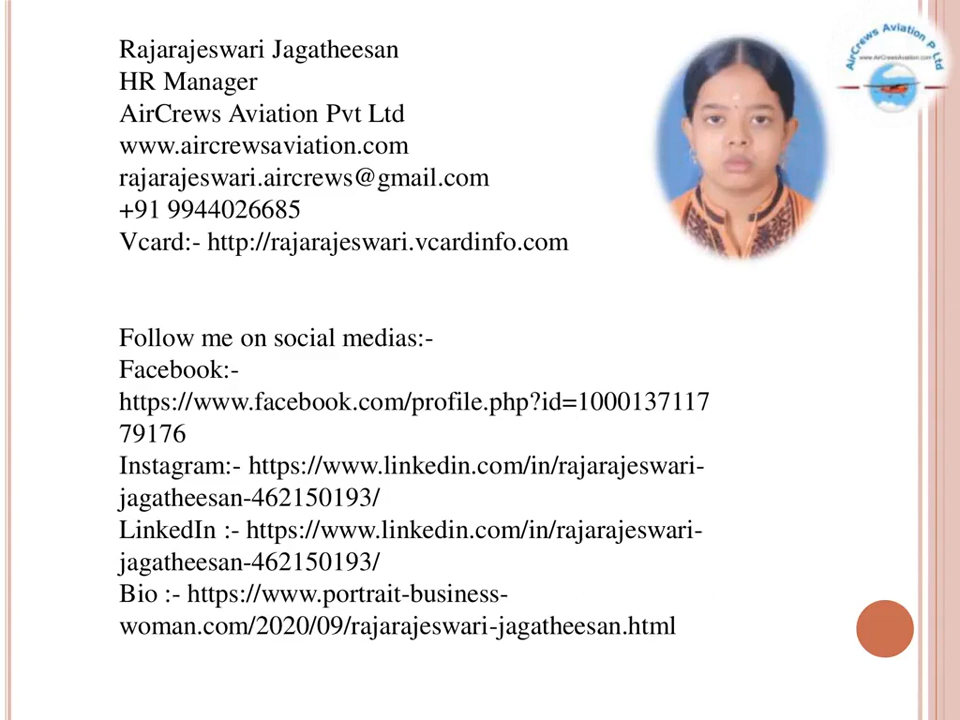 Rajarajeswari Jagatheesan
HR Manager
AirCrews Aviation Pvt Ltd
www.aircrewsaviation.com
rajarajeswari.aircrews@gmail.com
+91 9944026685
Vcard:- http://rajarajeswari.vcardinfo.com
AirCrews Aviation P Ltd
www.AirCrewsAviation.com
Follow me on social medias:-
Facebook:-
https://www.facebook.com/profile.php?id=1000137117
79176
Instagram:- https://www.linkedin.com/in/rajarajeswari-
jagatheesan-462150193/
LinkedIn :- https://www.linkedin.com/in/rajarajeswari-
jagatheesan-462150193/
Bio :- https://www.portrait-business-
woman.com/2020/09/rajarajeswari-jagatheesan.html